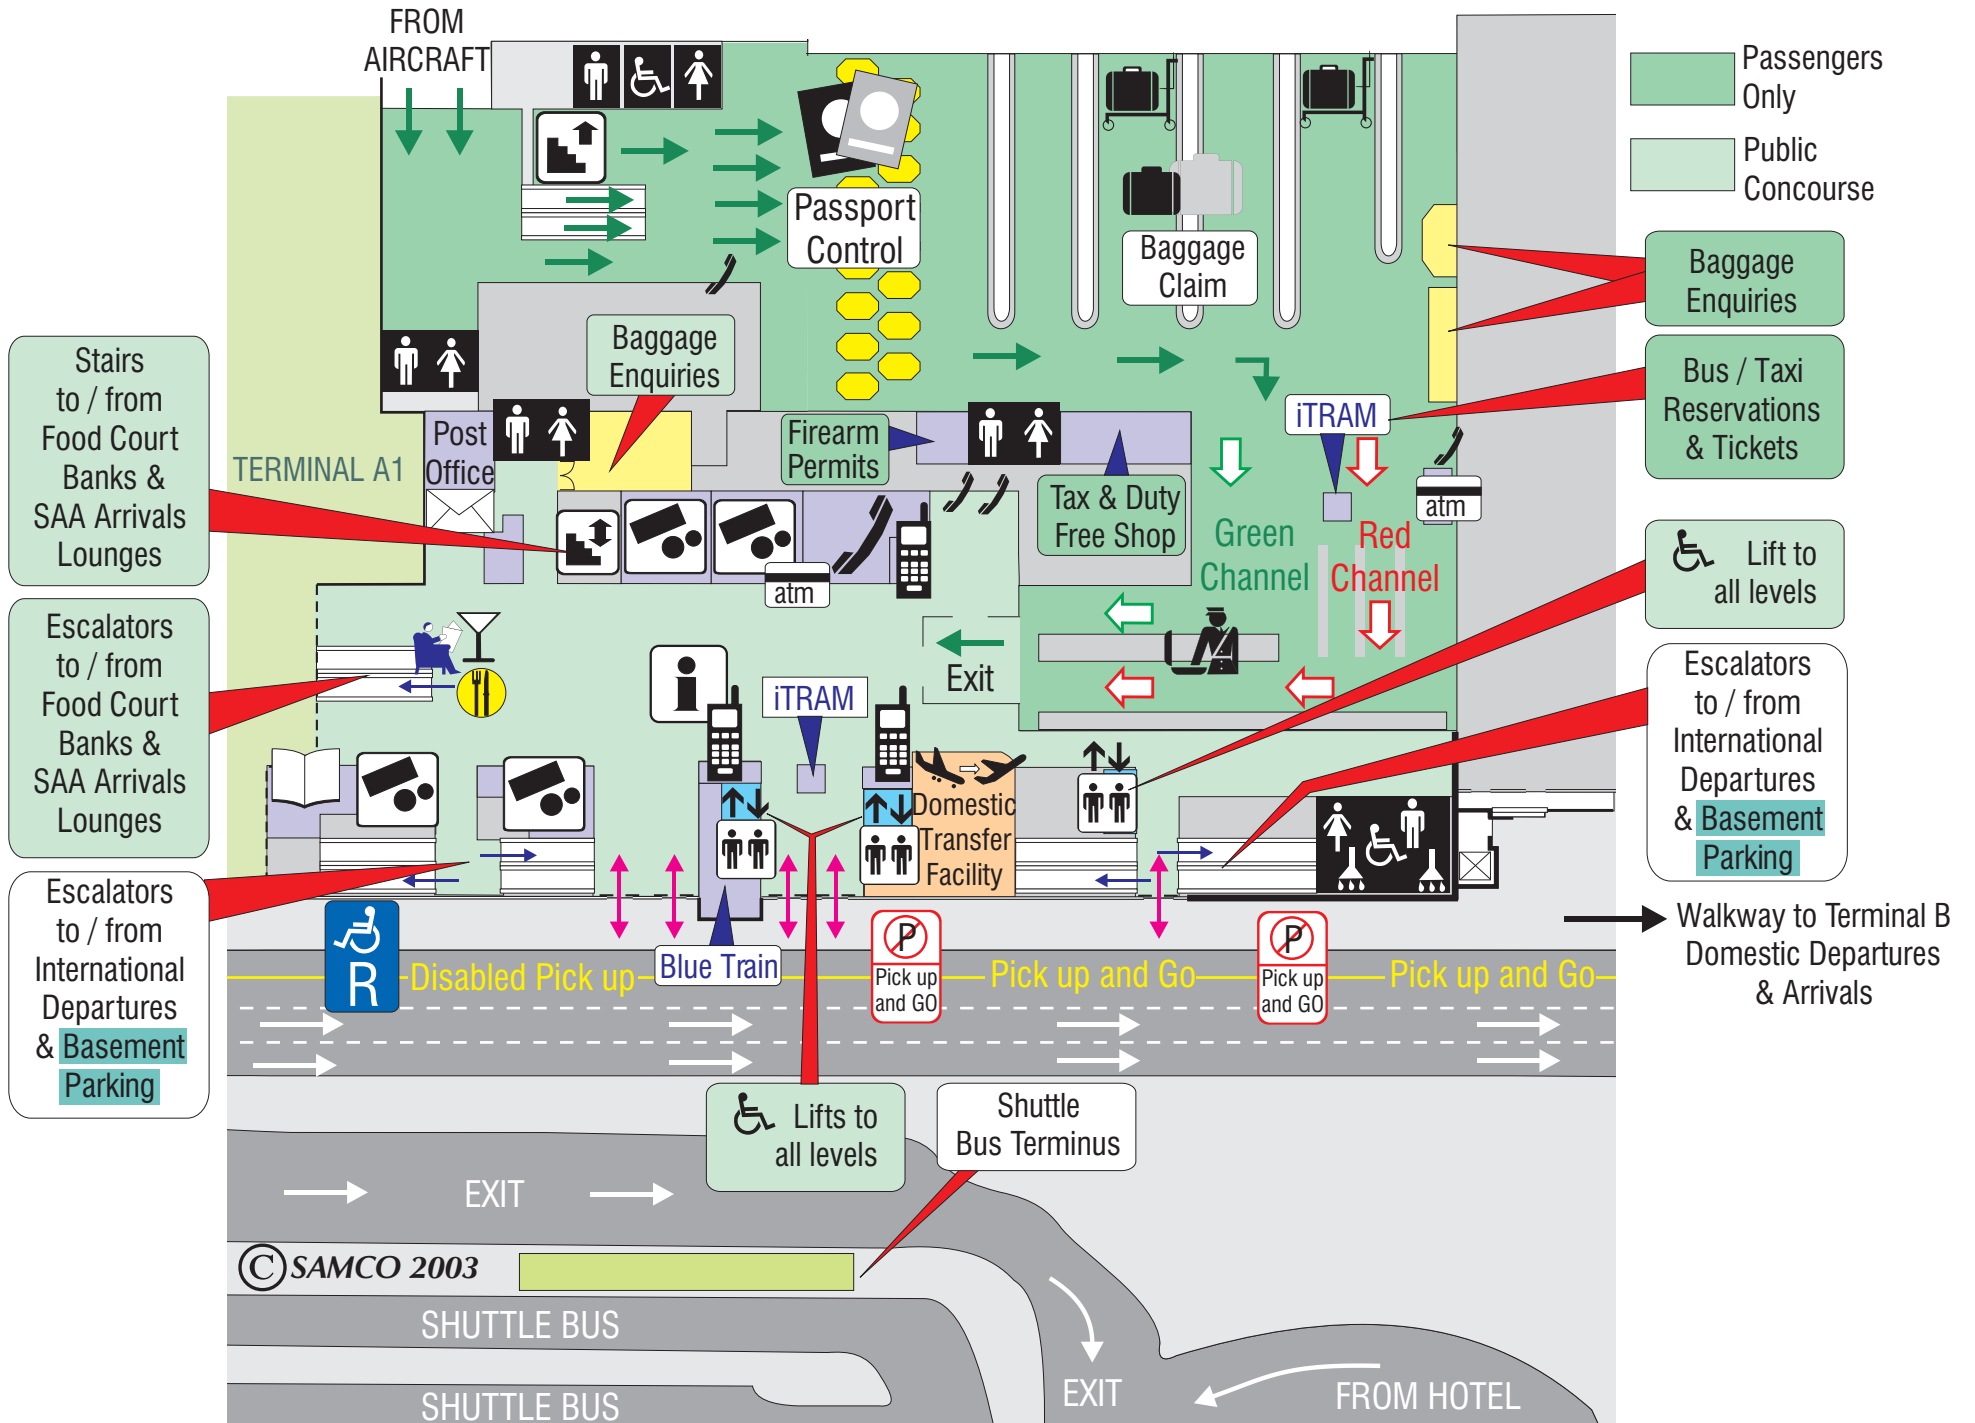 FROM
AIRCRAFT
Passengers
Only
Public
Concourse
Passport
Control
Baggage
Claim
Baggage
Enquiries
Baggage
Enquiries
Stairs
to / from
Food Court
Banks &
SAA Arrivals
Lounges
Bus / Taxi
Reservations
& Tickets
iTRAM
Post
Office
TERMINAL A1
Firearm
Permits
Tax & Duty
Free Shop
atm
Green
Channel
Red
Channel
atm
Lift to
all levels
Escalators
to / from
Food Court
Banks &
SAA Arrivals
Lounges
Exit
iTRAM
Escalators
to / from
International
Departures
& Basement
Parking
Domestic
Transfer
Facility
Escalators
to / from
International
Departures
& Basement
Parking
Walkway to Terminal B
Domestic Departures
& Arrivals
R
Disabled Pick up
Blue Train
P
Pick up
and GO
Pick up and Go
P
Pick up
and GO
Pick up and Go
Lifts to
all levels
Shuttle
Bus Terminus
EXIT
© SAMCO 2003
SHUTTLE BUS
SHUTTLE BUS
EXIT
FROM HOTEL